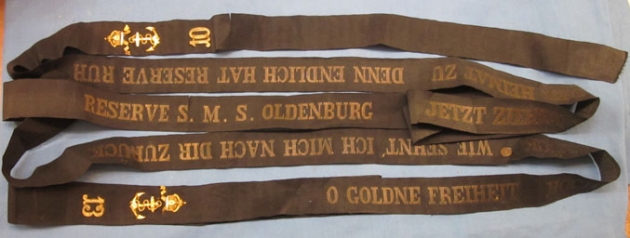 10
ZU DENN ENDLICH HAT RESERVE RUH
RESERVE S. M. S. OLDENBURG JETZT
WIE SEHNT' ICH MICH NACH DIR ZURÜCK
13 O GOLDNE FREIHEIT